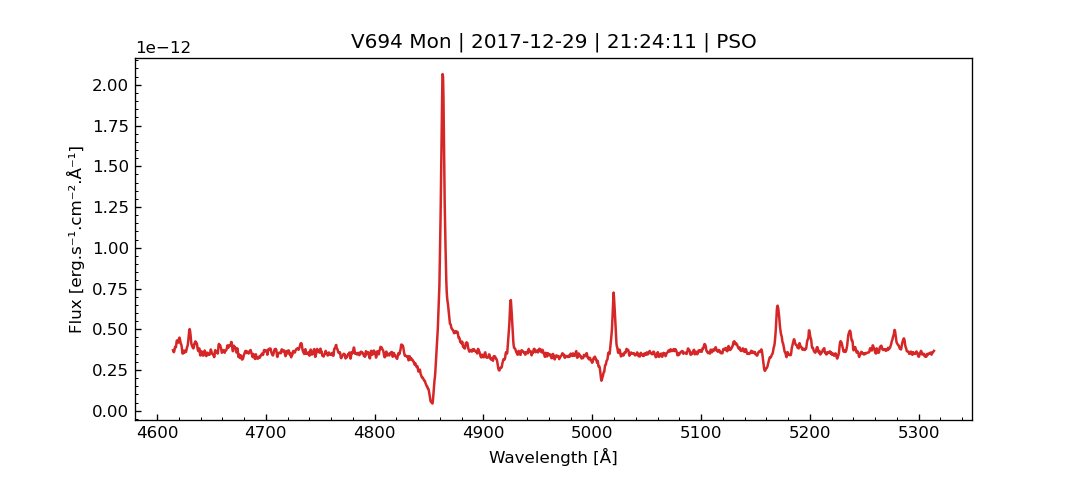 V694 Mon | 2017-12-29 | 21:24:11 | PSO
1e−12
2.00
1.75
1.50
1.25
1.00
0.75
0.50
0.25
0.00
Flux [erg.s⁻¹.cm⁻².Å⁻¹]
4600 4700 4800 4900 5000 5100 5200 5300
Wavelength [Å]